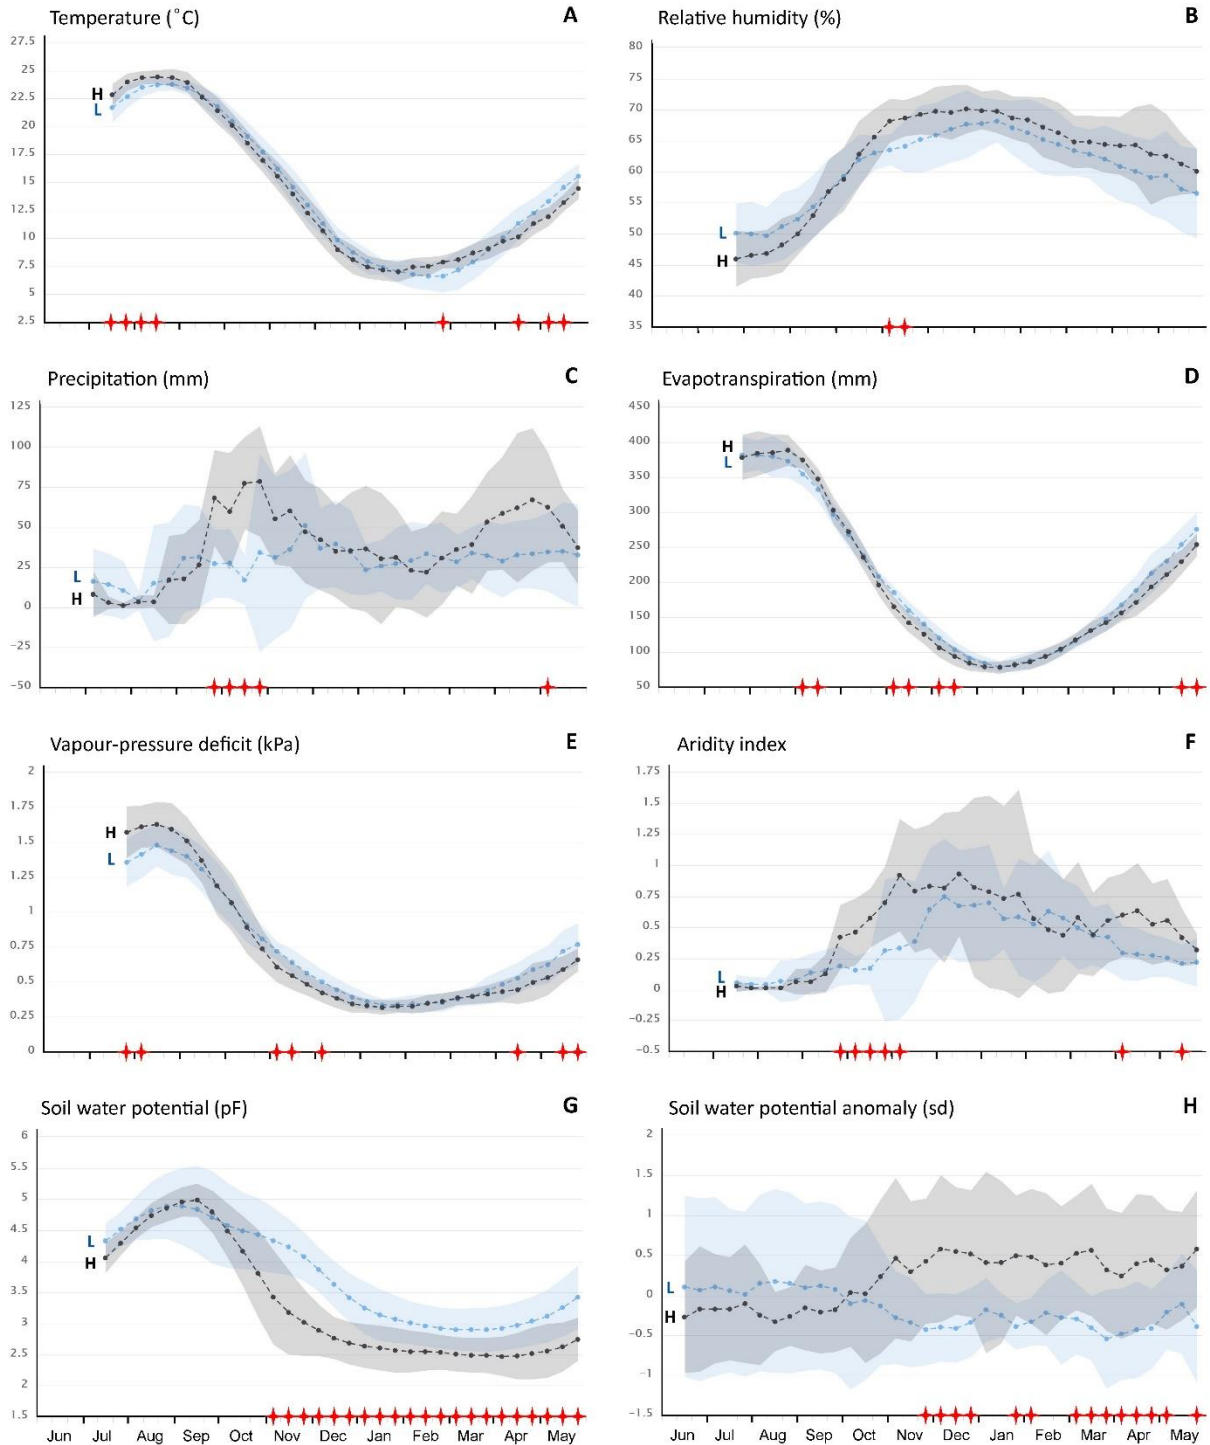 Temperature (˚C) A
27.5
25
22.5
20
17.5
15
12.5
10
7.5
5
2.5
H
L
Relative humidity (%) B
80
75
70
65
60
55
50
45
40
35
L
H
Precipitation (mm) C
125
100
75
50
25
0
−25
−50
L
H
Evapotranspiration (mm) D
450
400
350
300
250
200
150
100
50
H
L
Vapour-pressure deficit (kPa) E
2
1.75
1.5
1.25
1
0.75
0.5
0.25
0
H
L
Aridity index F
1.75
1.5
1.25
1
0.75
0.5
0.25
0
−0.25
−0.5
L
H
Soil water potential (pF) G
6
5.5
5
4.5
4
3.5
3
2.5
2
1.5
L
H
Jun Jul Aug Sep Oct Nov Dec Jan Feb Mar Apr May
Soil water potential anomaly (sd) H
2
1.5
1
0.5
0
−0.5
−1
−1.5
L
H
Jun Jul Aug Sep Oct Nov Dec Jan Feb Mar Apr May